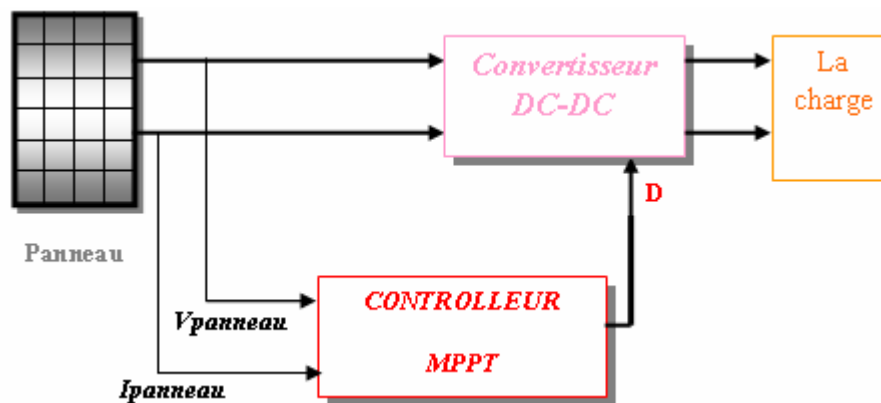 Convertisseur
DC-DC
La
charge
D
Panneau
Vpanneau
CONTROLLEUR
MPPT
Ipanneau